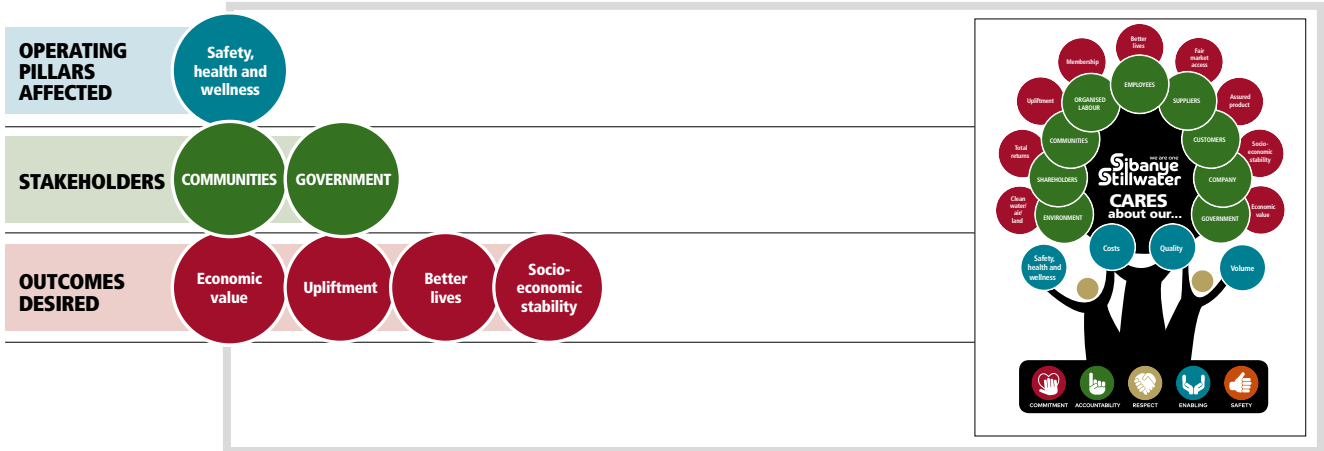 OPERATING
PILLARS
AFFECTED
Safety,
health and
wellness
STAKEHOLDERS
COMMUNITIES
GOVERNMENT
OUTCOMES
DESIRED
Economic
value
Upliftment
Better
lives
Socio-
economic
stability
Better
lives
Membership
Fair
market
access
Upliftment
Assured
product
Total
returns
Socio-
economic
stability
Clean
water/
air/
land
Economic
value
EMPLOYEES
ORGANISED
LABOUR
SUPPLIERS
COMMUNITIES
CUSTOMERS
SHAREHOLDERS
COMPANY
ENVIRONMENT
GOVERNMENT
we are one
Sibanye
Stillwater
CARES
about our...
Safety,
health and
wellness
Costs
Quality
Volume
COMMITMENT
ACCOUNTABILITY
RESPECT
ENABLING
SAFETY